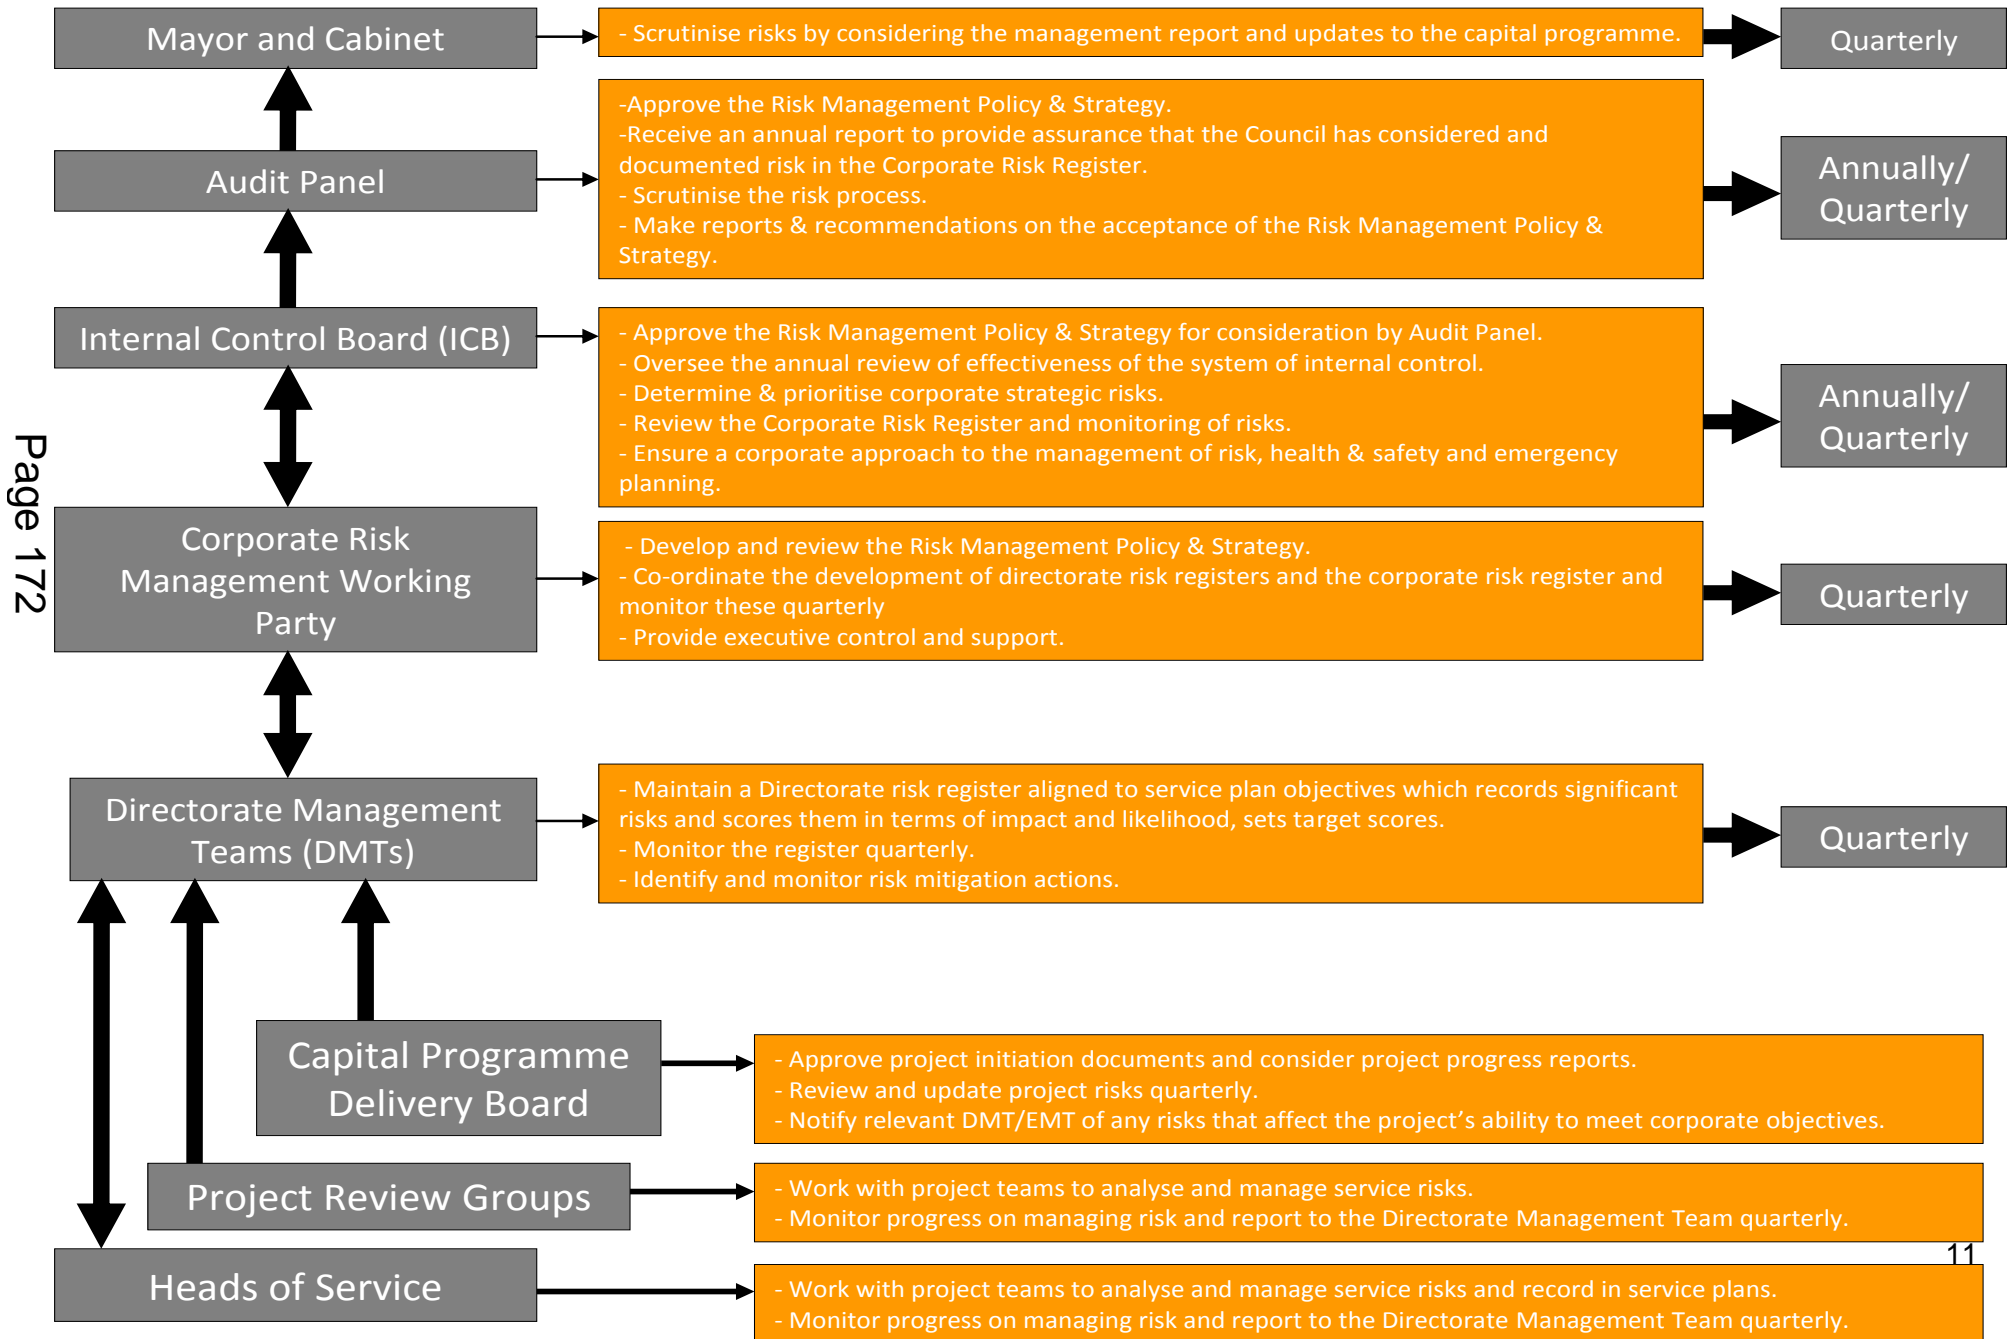 Mayor and Cabinet
- Scrutinise risks by considering the management report and updates to the capital programme.
Quarterly
Audit Panel
-Approve the Risk Management Policy & Strategy.
-Receive an annual report to provide assurance that the Council has considered and
documented risk in the Corporate Risk Register.
- Scrutinise the risk process.
- Make reports & recommendations on the acceptance of the Risk Management Policy &
Strategy.
Annually/
Quarterly
Internal Control Board (ICB)
- Approve the Risk Management Policy & Strategy for consideration by Audit Panel.
- Oversee the annual review of effectiveness of the system of internal control.
- Determine & prioritise corporate strategic risks.
- Review the Corporate Risk Register and monitoring of risks.
- Ensure a corporate approach to the management of risk, health & safety and emergency
planning.
Annually/
Quarterly
Page 172
Corporate Risk
Management Working
Party
- Develop and review the Risk Management Policy & Strategy.
- Co-ordinate the development of directorate risk registers and the corporate risk register and
monitor these quarterly
- Provide executive control and support.
Quarterly
Directorate Management
Teams (DMTs)
- Maintain a Directorate risk register aligned to service plan objectives which records significant
risks and scores them in terms of impact and likelihood, sets target scores.
- Monitor the register quarterly.
- Identify and monitor risk mitigation actions.
Quarterly
Capital Programme
Delivery Board
- Approve project initiation documents and consider project progress reports.
- Review and update project risks quarterly.
- Notify relevant DMT/EMT of any risks that affect the project’s ability to meet corporate objectives.
Project Review Groups
- Work with project teams to analyse and manage service risks.
- Monitor progress on managing risk and report to the Directorate Management Team quarterly.
11
Heads of Service
- Work with project teams to analyse and manage service risks and record in service plans.
- Monitor progress on managing risk and report to the Directorate Management Team quarterly.